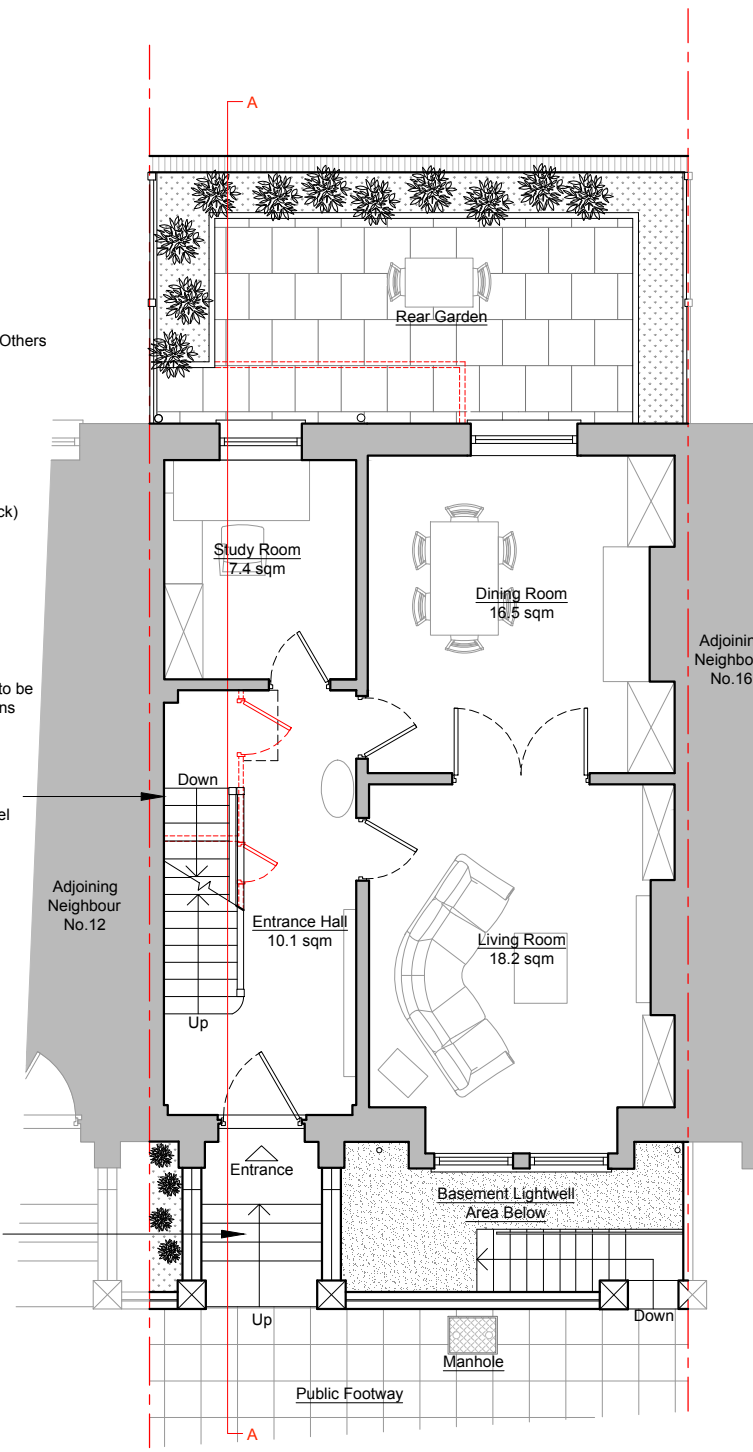 A
Others
Rear Garden
ck)
Study Room
7.4 sqm
Dining Room
16.5 sqm
Adjoinin
Neighbo
No.16
to be
ns
Down
el
Adjoining
Neighbour
No.12
Entrance Hall
10.1 sqm
Living Room
18.2 sqm
Up
Entrance
Basement Lightwell
Area Below
Up
Down
Manhole
Public Footway
A